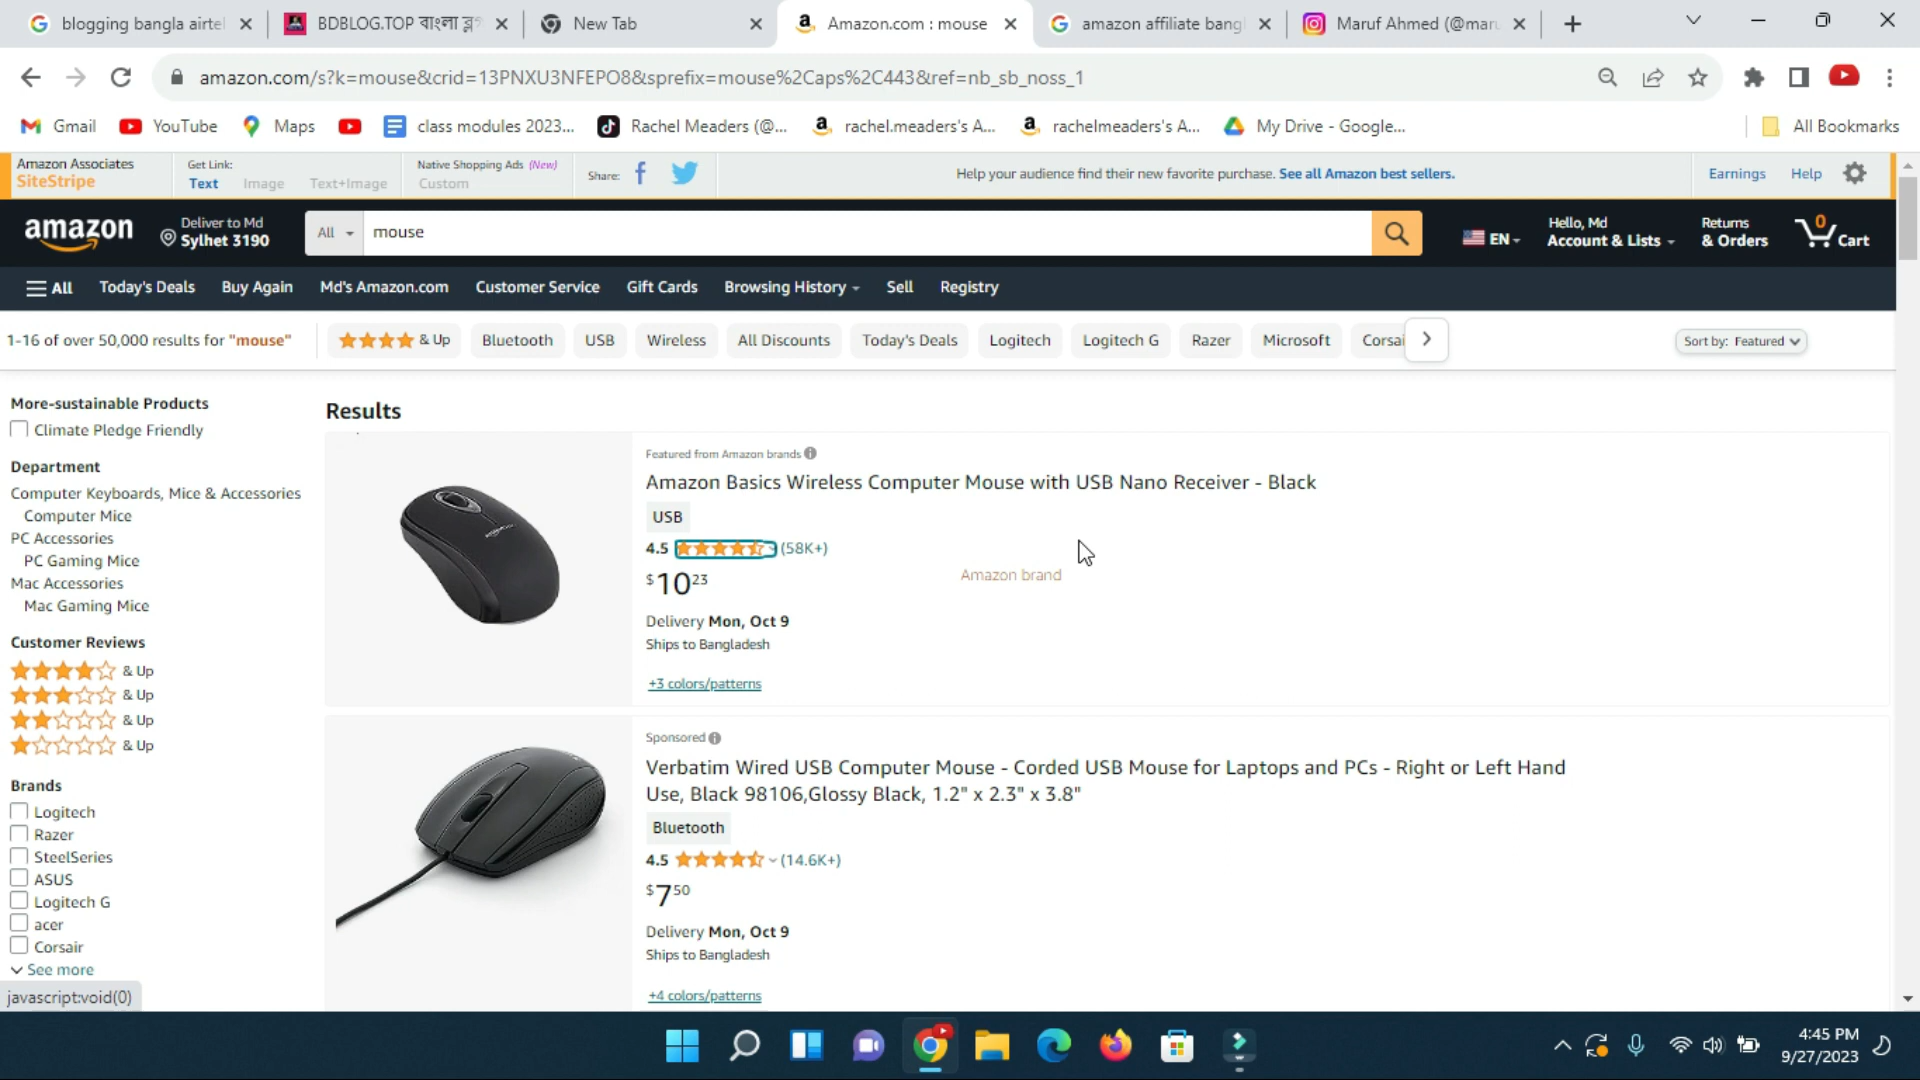 blogging bangla airtel
BDBLOG.TOP বাংলা ব্লগ
New Tab
Amazon.com : mouse
amazon affiliate bangl
Maruf Ahmed (@maru
amazon.com/s?k=mouse&crid=13PNXU3NFEPO8&sprefix=mouse%2Caps%2C443&ref=nb_sb_noss_1
Gmail
YouTube
Maps
class modules 2023...
Rachel Meaders (@...
rachel.meaders's A...
rachelmeaders's A...
My Drive - Google...
All Bookmarks
Amazon Associates
SiteStripe
Get Link:
Text Image Text+Image
Native Shopping Ads (New)
Custom
Share:
Help your audience find their new favorite purchase. See all Amazon best sellers.
Earnings
Help
amazon
Deliver to Md
Sylhet 3190
All
mouse
EN
Hello, Md
Account & Lists
Returns
& Orders
0
Cart
All
Today's Deals
Buy Again
Md's Amazon.com
Customer Service
Gift Cards
Browsing History
Sell
Registry
1-16 of over 50,000 results for "mouse"
& Up
Bluetooth
USB
Wireless
All Discounts
Today's Deals
Logitech
Logitech G
Razer
Microsoft
Corsai
Sort by: Featured
More-sustainable Products
Climate Pledge Friendly
Department
Computer Keyboards, Mice & Accessories
Computer Mice
PC Accessories
PC Gaming Mice
Mac Accessories
Mac Gaming Mice
Customer Reviews
& Up
& Up
& Up
& Up
Brands
Logitech
Razer
SteelSeries
ASUS
Logitech G
acer
Corsair
See more
javascript:void(0)
Results
Featured from Amazon brands
Amazon Basics Wireless Computer Mouse with USB Nano Receiver - Black
USB
4.5 (58K+)
$10 23
Amazon brand
Delivery Mon, Oct 9
Ships to Bangladesh
+3 colors/patterns
Sponsored
Verbatim Wired USB Computer Mouse - Corded USB Mouse for Laptops and PCs - Right or Left Hand
Use, Black 98106,Glossy Black, 1.2" x 2.3" x 3.8"
Bluetooth
4.5 (14.6K+)
$7 50
Delivery Mon, Oct 9
Ships to Bangladesh
+4 colors/patterns
4:45 PM
9/27/2023